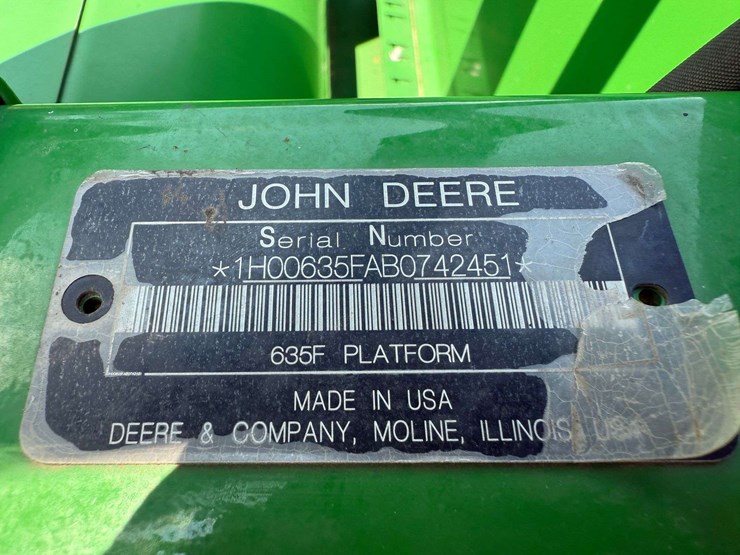 JOHN DEERE
Serial Number
*1H00635FAB0742451*
635F PLATFORM
MADE IN USA
DEERE & COMPANY, MOLINE, ILLINOIS USA